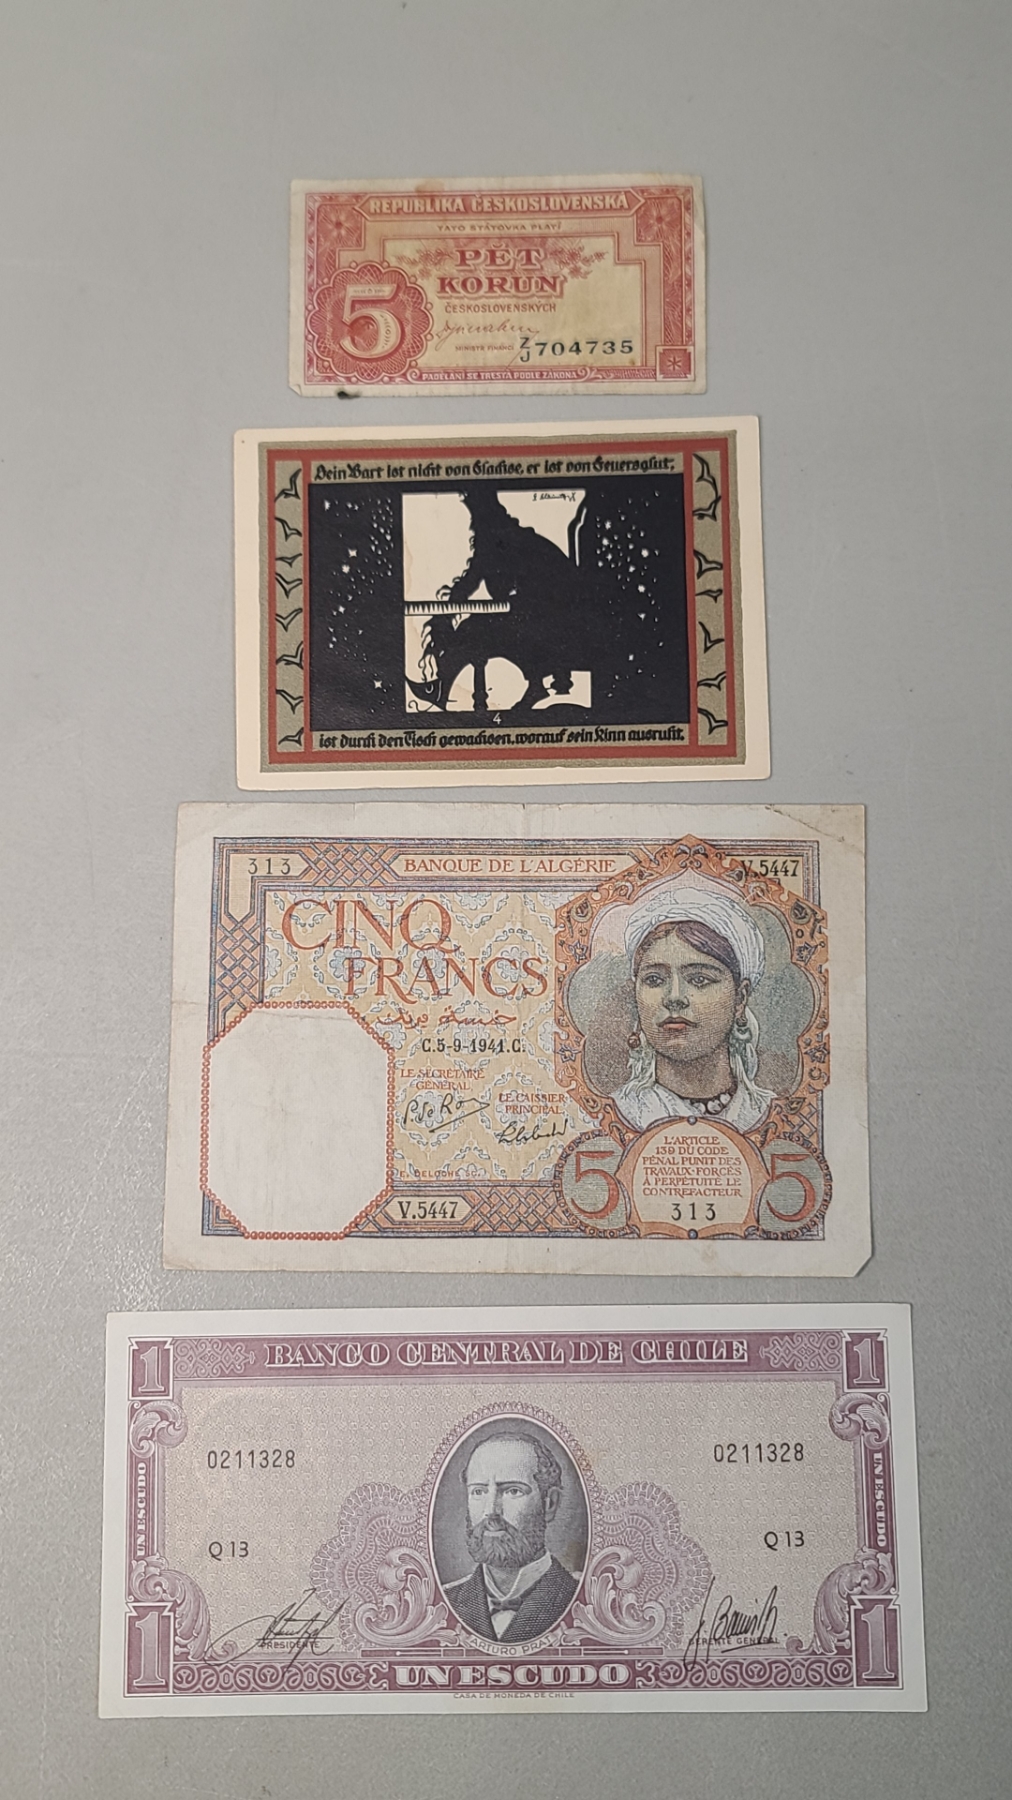 REPUBLIKA ČESKOSLOVENSKÁ
TATO STÁTOVKA PLATÍ
PĚT
KORUN
ČESKOSLOVENSKÝCH
5
MINISTR FINANCÍ
Z/J 704735
PADĚLÁNÍ SE TRESTÁ PODLE ZÁKONA
Dein Bart ist nicht von Flachse, er ist von Feuersglut,
4
ist durch den Tisch gewachsen, worauf sein Kinn ausruht.
313 BANQUE DE L'ALGÉRIE V.5447
CINQ
FRANCS
C.5-9-1941.C.
LE SECRÉTAIRE
GÉNÉRAL
LE CAISSIER
PRINCIPAL
L'ARTICLE
139 DU CODE
PÉNAL PUNIT DES
TRAVAUX FORCÉS
À PERPÉTUITÉ LE
CONTREFACTEUR
5 313 5
V.5447
1 BANCO CENTRAL DE CHILE 1
0211328 0211328
UN ESCUDO UN ESCUDO
Q 13 Q 13
PRESIDENTE GERENTE GENERAL
ARTURO PRAT
1 UN ESCUDO 1
CASA DE MONEDA DE CHILE